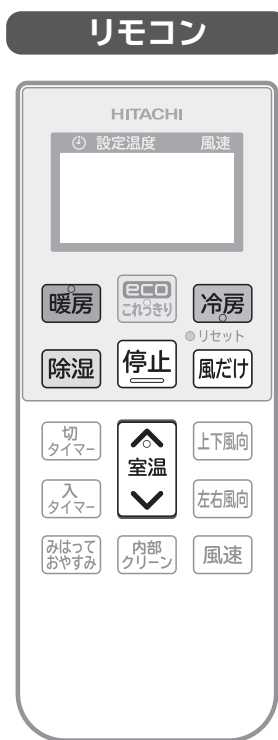 リモコン
HITACHI
設定温度 風速
暖房
eco
これっきり
冷房
リセット
除湿
停止
風だけ
切
タイマー
室温
上下風向
入
タイマー
左右風向
みはって
おやすみ
内部
クリーン
風速